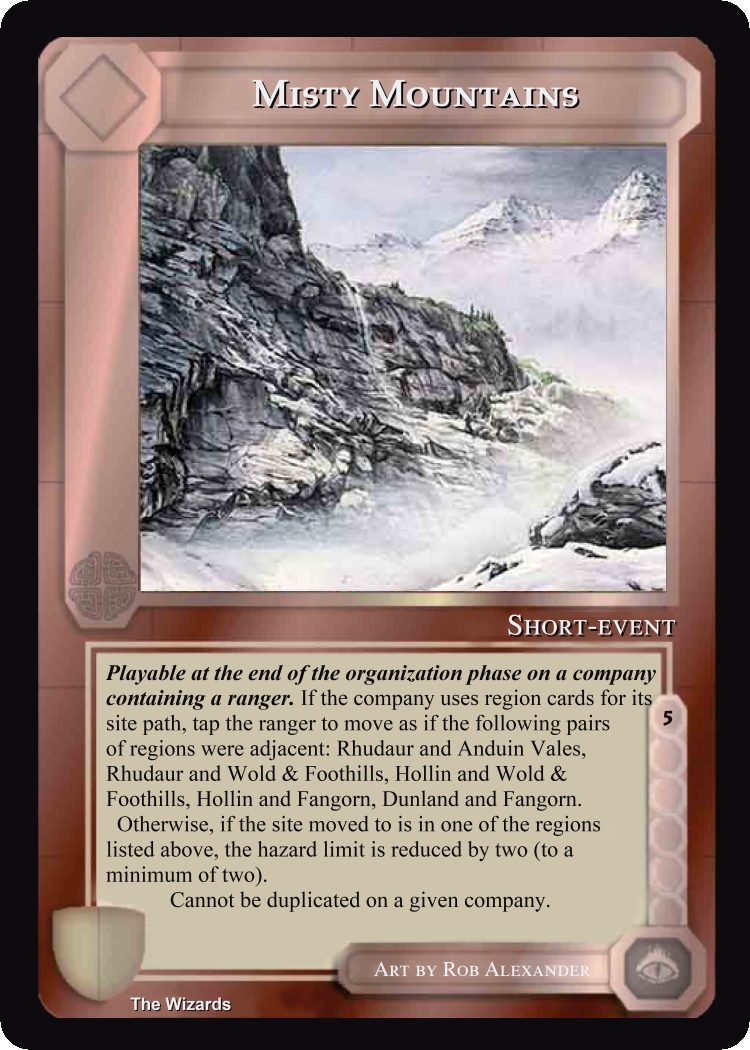 Misty Mountains
Short-event
Playable at the end of the organization phase on a company
containing a ranger. If the company uses region cards for its
site path, tap the ranger to move as if the following pairs
of regions were adjacent: Rhudaur and Anduin Vales,
Rhudaur and Wold & Foothills, Hollin and Wold &
Foothills, Hollin and Fangorn, Dunland and Fangorn.
Otherwise, if the site moved to is in one of the regions
listed above, the hazard limit is reduced by two (to a
minimum of two).
Cannot be duplicated on a given company.
5
Art by Rob Alexander
The Wizards